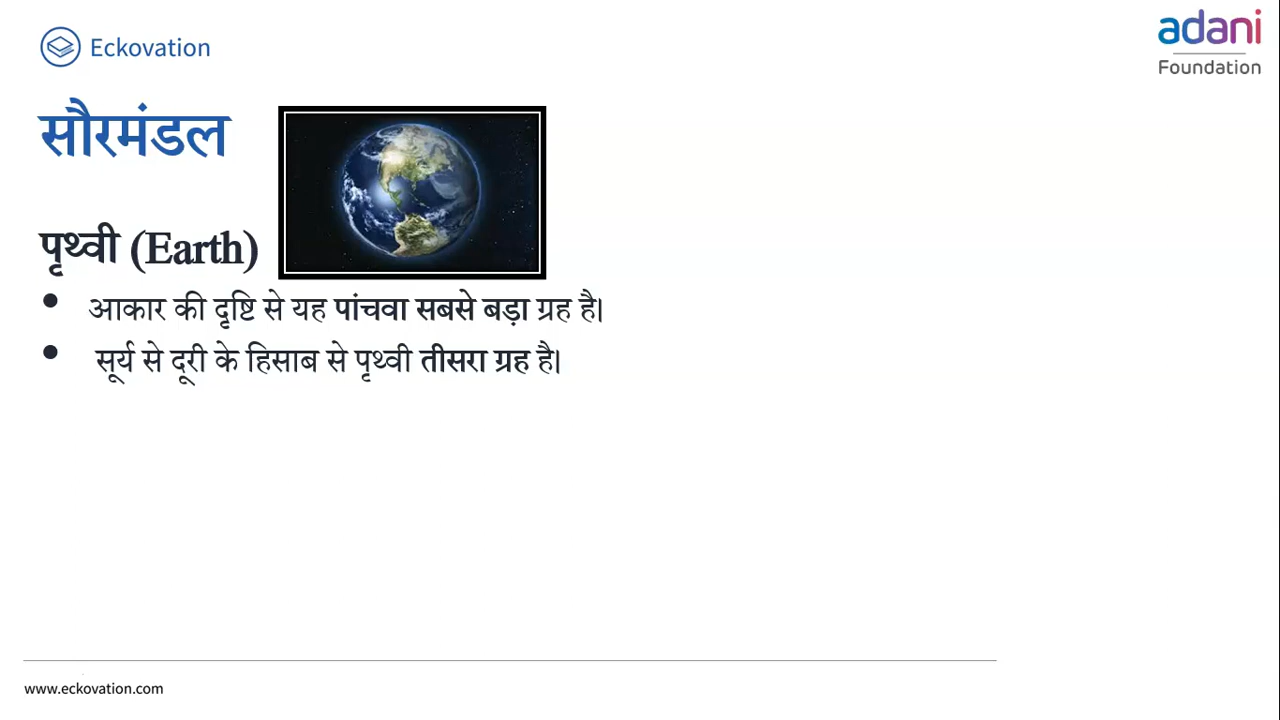 Eckovation
adani
Foundation
सौरमंडल
पृथ्वी (Earth)
• आकार की दृष्टि से यह पांचवा सबसे बड़ा ग्रह है।
• सूर्य से दूरी के हिसाब से पृथ्वी तीसरा ग्रह है।
www.eckovation.com